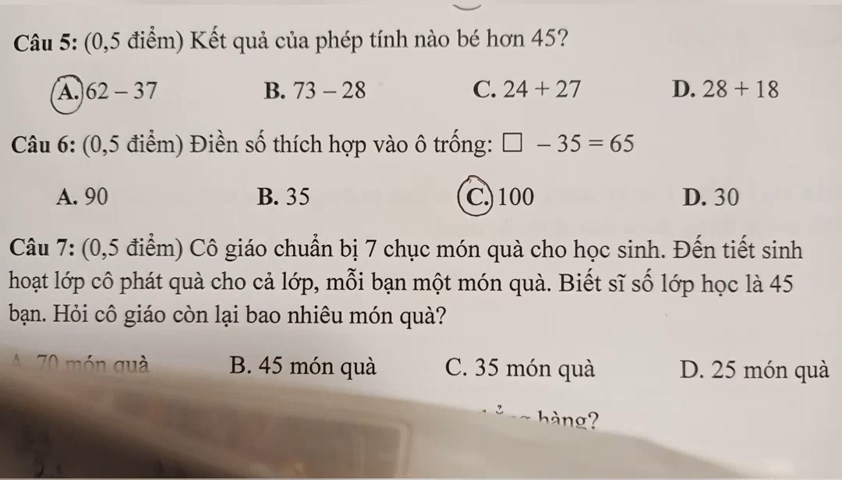 Câu 5: (0,5 điểm) Kết quả của phép tính nào bé hơn 45?
A. 62 – 37 B. 73 – 28 C. 24 + 27 D. 28 + 18
Câu 6: (0,5 điểm) Điền số thích hợp vào ô trống: □ – 35 = 65
A. 90 B. 35 C. 100 D. 30
Câu 7: (0,5 điểm) Cô giáo chuẩn bị 7 chục món quà cho học sinh. Đến tiết sinh
hoạt lớp cô phát quà cho cả lớp, mỗi bạn một món quà. Biết sĩ số lớp học là 45
bạn. Hỏi cô giáo còn lại bao nhiêu món quà?
A. 70 món quà B. 45 món quà C. 35 món quà D. 25 món quà
hàng?